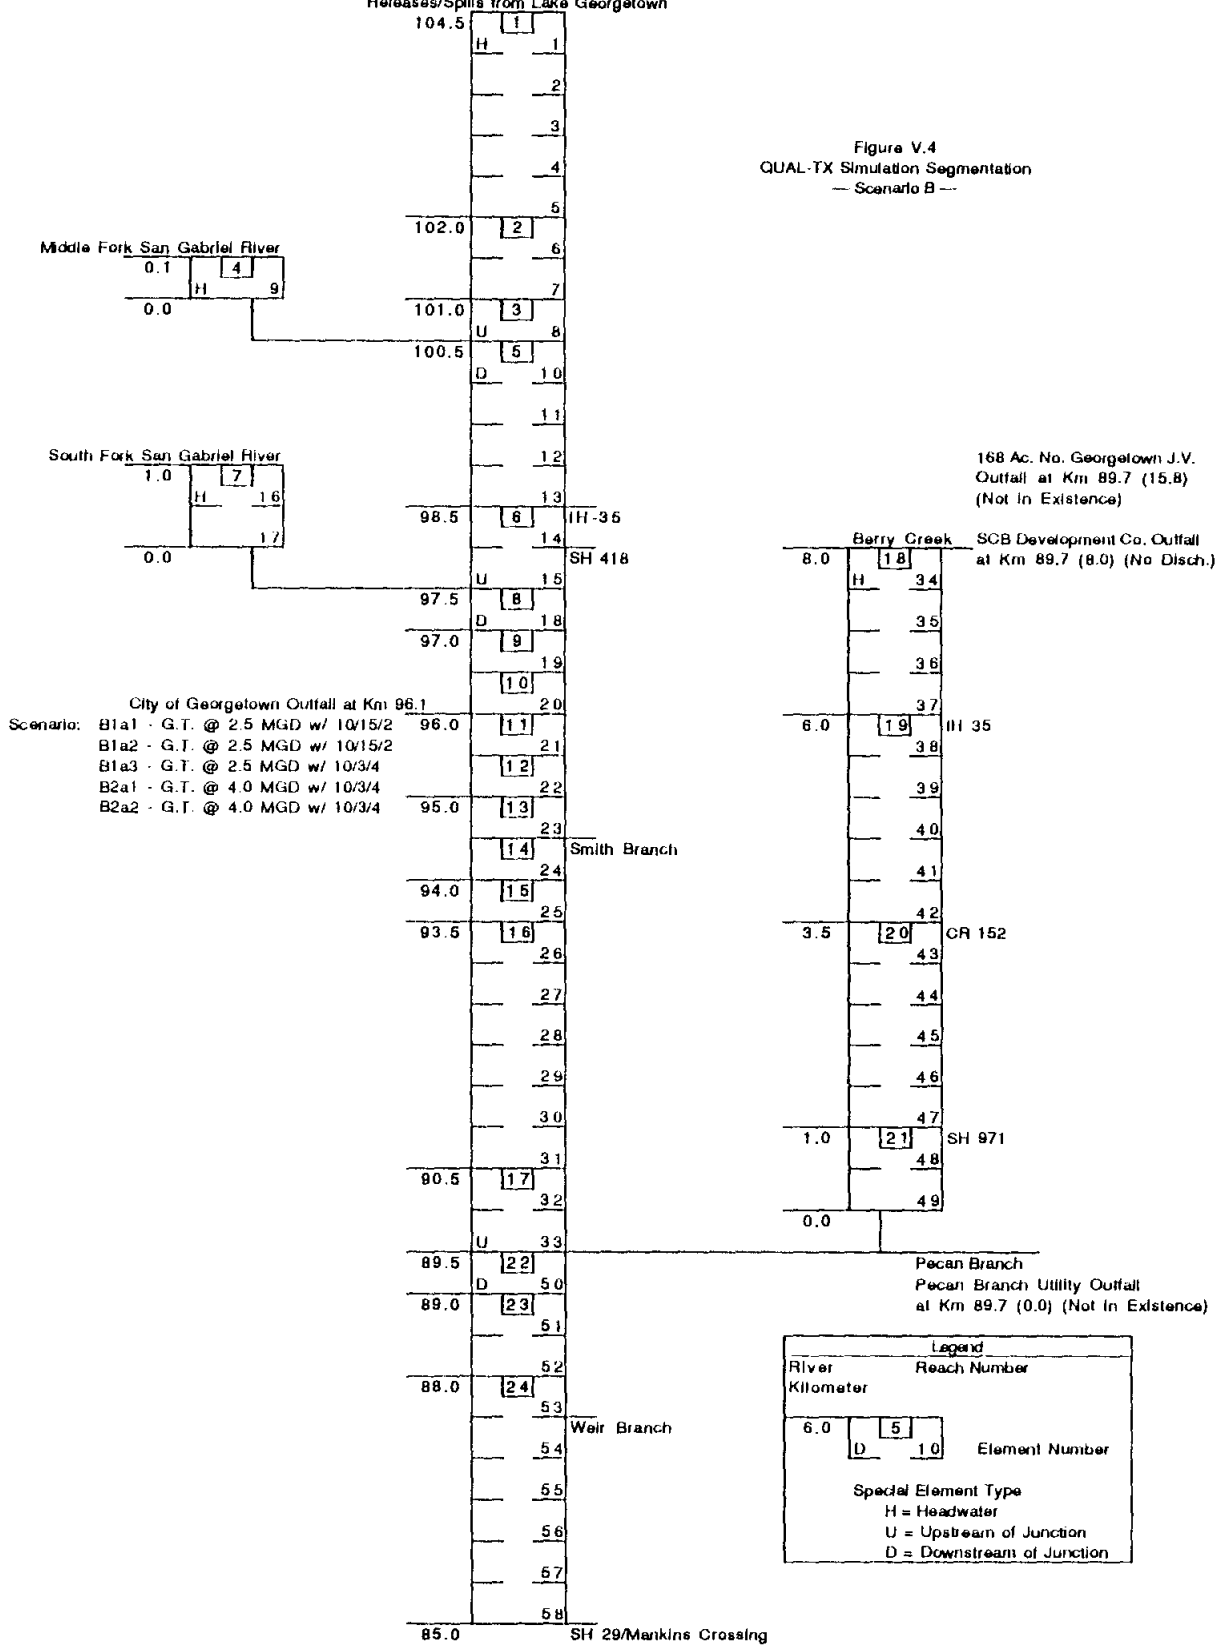 Releases/Spills from Lake Georgetown
104.5 1
H 1
2
3
4
5
Figure V.4
QUAL-TX Simulation Segmentation
— Scenario B —
102.0 2
6
7
Middle Fork San Gabriel River
0.1 4
H 9
0.0
101.0 3
U 8
100.5 5
D 10
11
12
13
South Fork San Gabriel River
1.0 7
H 16
17
0.0
98.5 6 IH-35
14
SH 418
U 15
97.5 8
D 18
97.0 9
19
10
20
City of Georgetown Outfall at Km 96.1
Scenario: B1a1 - G.T. @ 2.5 MGD w/ 10/15/2
B1a2 - G.T. @ 2.5 MGD w/ 10/15/2
B1a3 - G.T. @ 2.5 MGD w/ 10/3/4
B2a1 - G.T. @ 4.0 MGD w/ 10/3/4
B2a2 - G.T. @ 4.0 MGD w/ 10/3/4
96.0 11
21
12
22
95.0 13
23
14 Smith Branch
24
94.0 15
25
93.5 16
26
27
28
29
30
31
90.5 17
32
U 33
89.5 22
D 50
89.0 23
51
52
88.0 24
53
Weir Branch
54
55
56
57
58
85.0 SH 29/Mankins Crossing
168 Ac. No. Georgetown J.V.
Outfall at Km 89.7 (15.8)
(Not in Existence)
Berry Creek
SCB Development Co. Outfall
at Km 89.7 (8.0) (No Disch.)
8.0 18
H 34
35
36
37
6.0 19 IH 35
38
39
40
41
42
3.5 20 CR 152
43
44
45
46
47
1.0 21 SH 971
48
49
0.0
Pecan Branch
Pecan Branch Utility Outfall
at Km 89.7 (0.0) (Not in Existence)
Legend
River Reach Number
Kilometer
6.0 5
D 10 Element Number
Special Element Type
H = Headwater
U = Upstream of Junction
D = Downstream of Junction